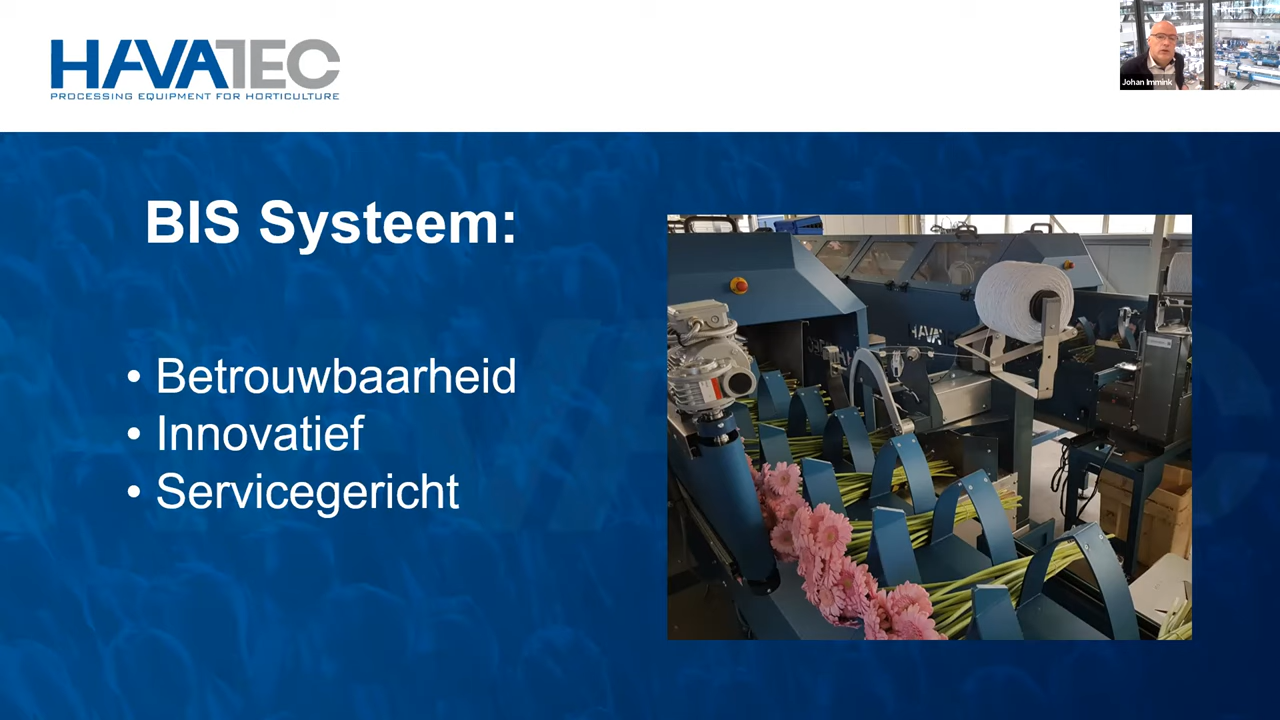 HAVATEC
PROCESSING EQUIPMENT FOR HORTICULTURE
Johan Immink
BIS Systeem:
• Betrouwbaarheid
• Innovatief
• Servicegericht